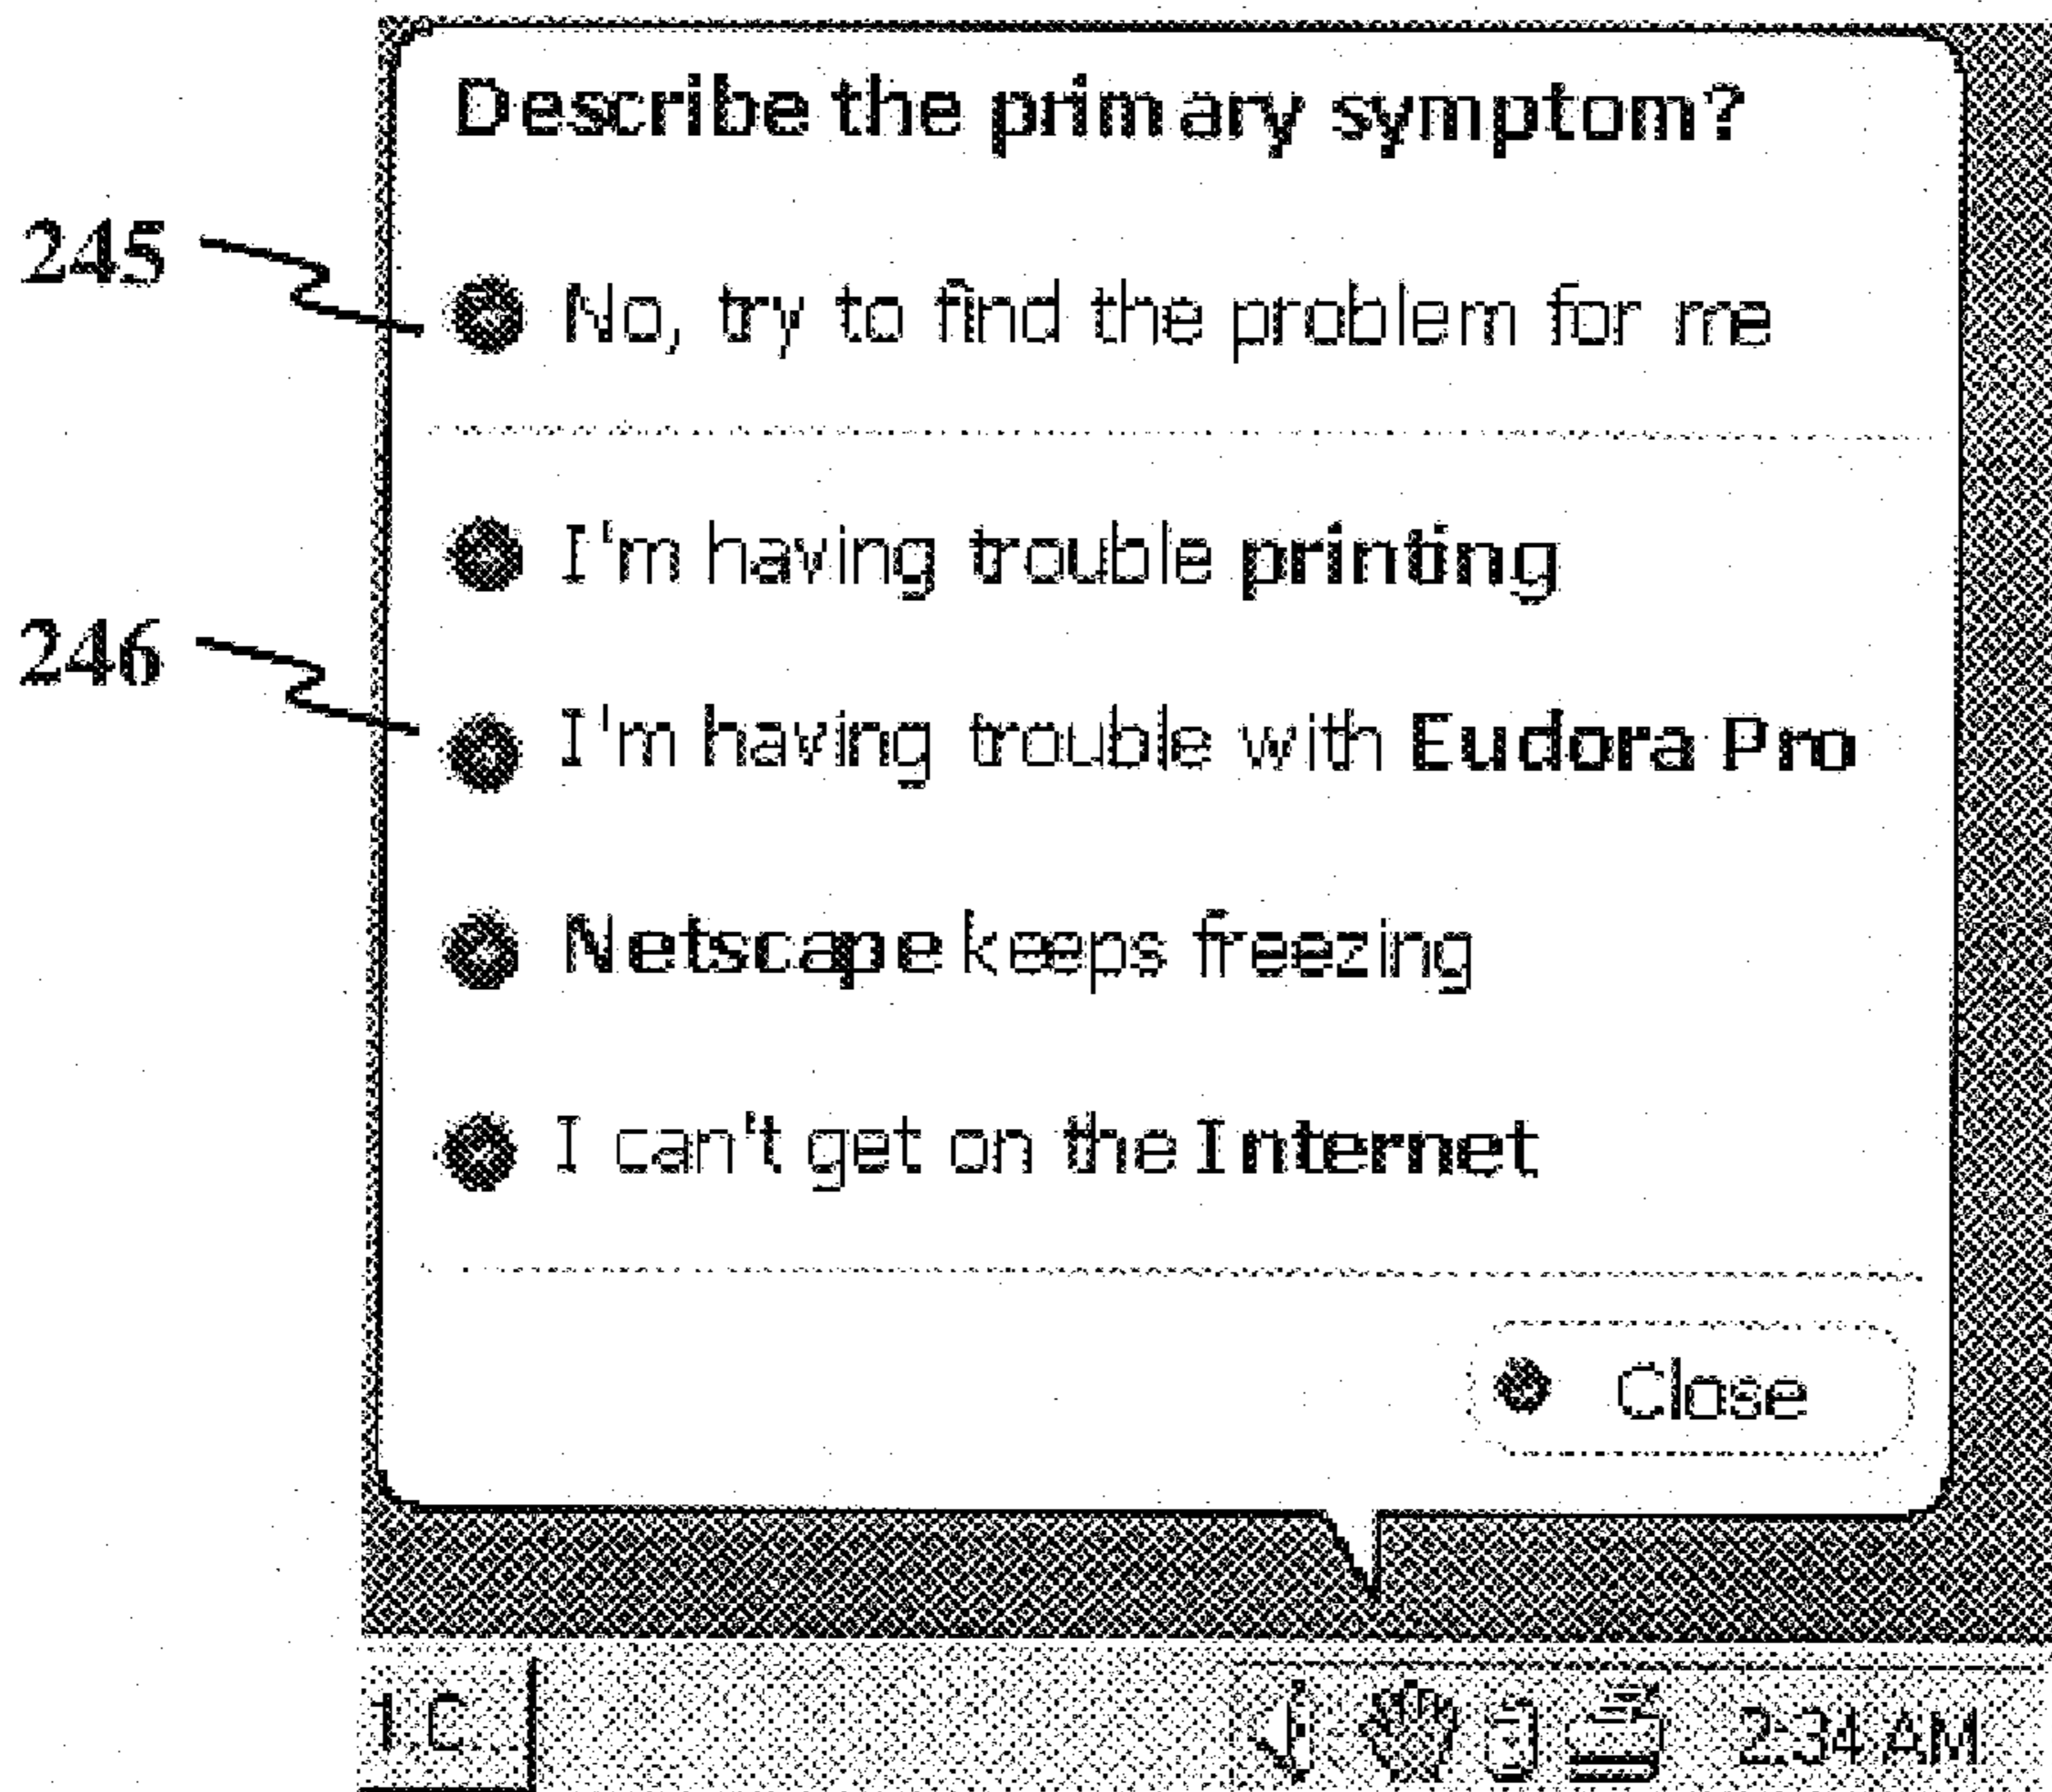 Describe the primary symptom?
245
No, try to find the problem for me
I'm having trouble printing
246
I'm having trouble with Eudora Pro
Netscape keeps freezing
I can't get on the Internet
Close
1 C
2:34 AM